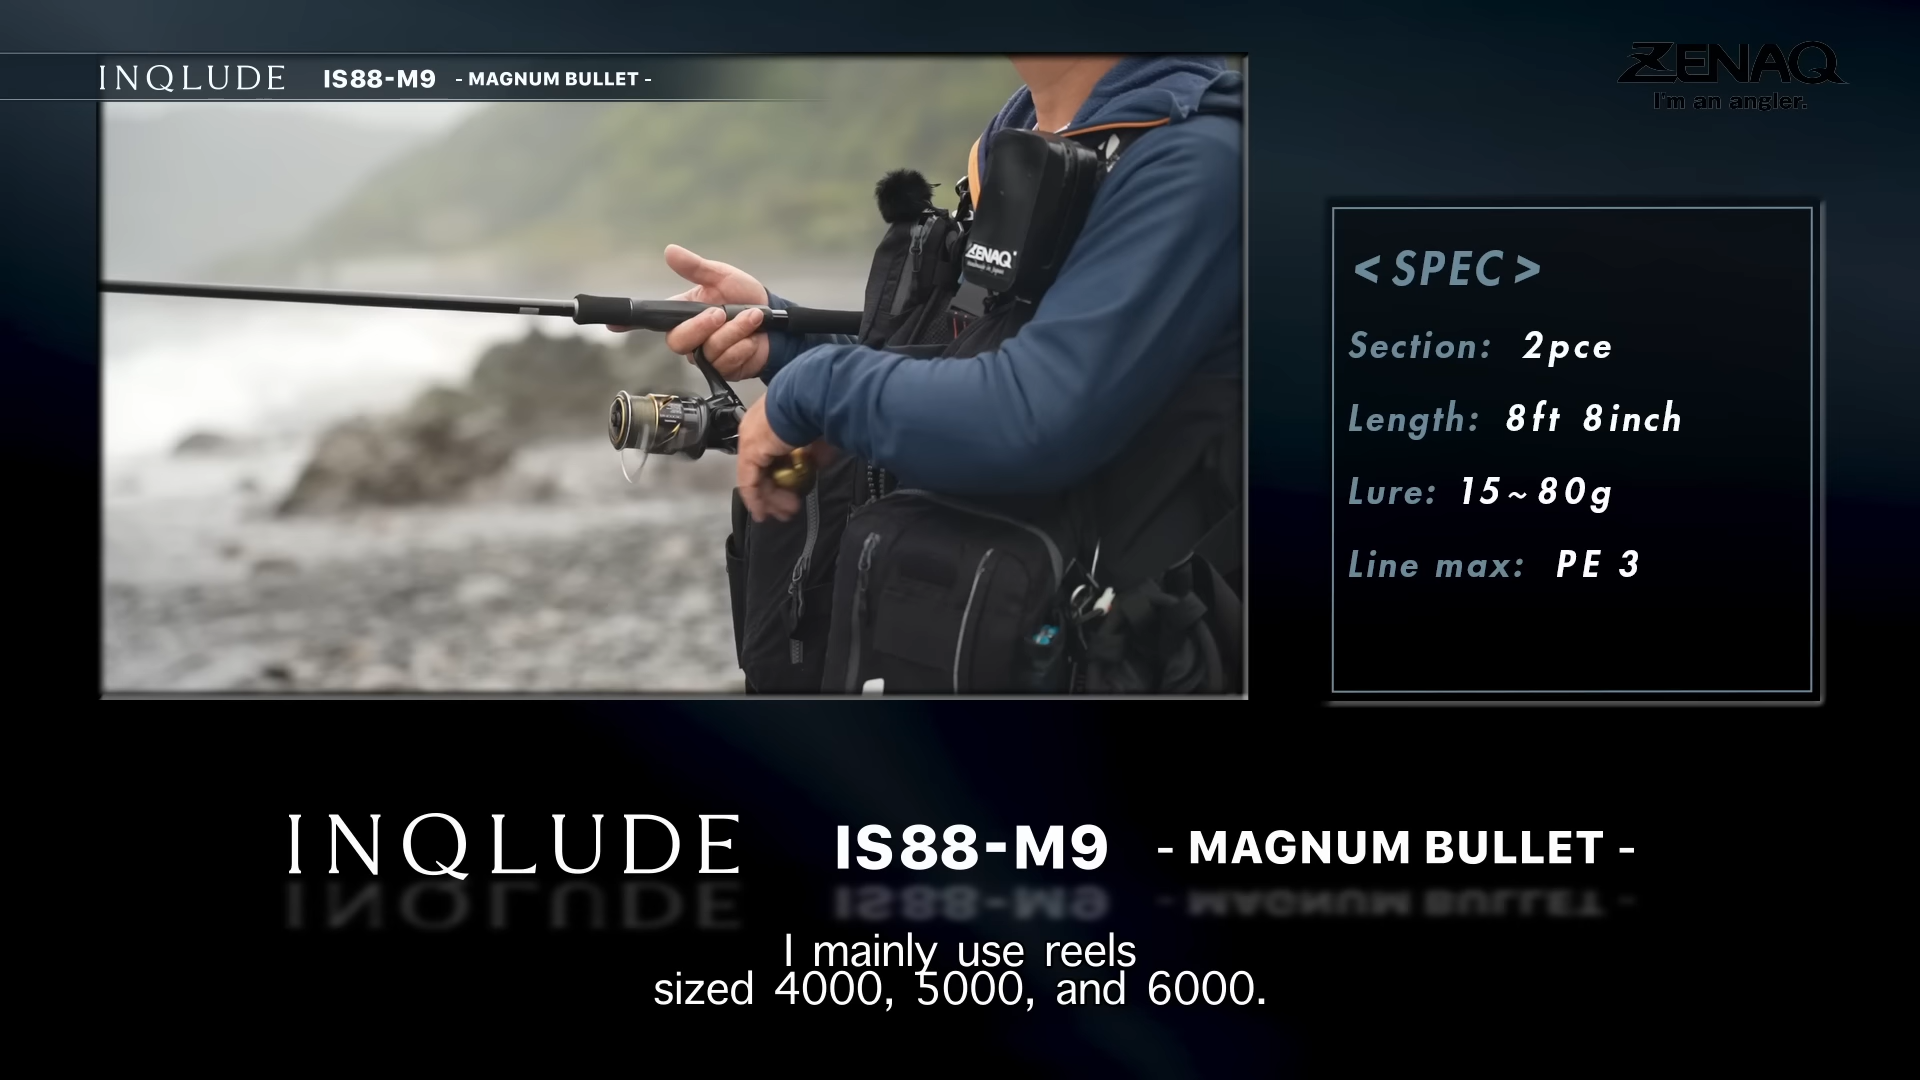 INQLUDE IS88-M9 - MAGNUM BULLET -
ZENAQ
I'm an angler.
ZENAQ
<SPEC>
Section: 2pce
Length: 8ft 8inch
Lure: 15~80g
Line max: PE 3
INQLUDE IS88-M9 - MAGNUM BULLET -
I mainly use reels
sized 4000, 5000, and 6000.